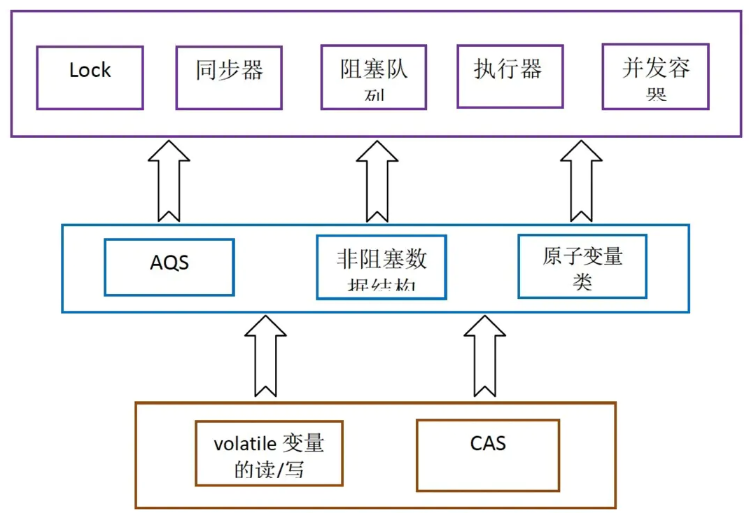 Lock
同步器
阻塞队
列
执行器
并发容
器
AQS
非阻塞数
据结构
原子变量
类
volatile 变量
的读/写
CAS